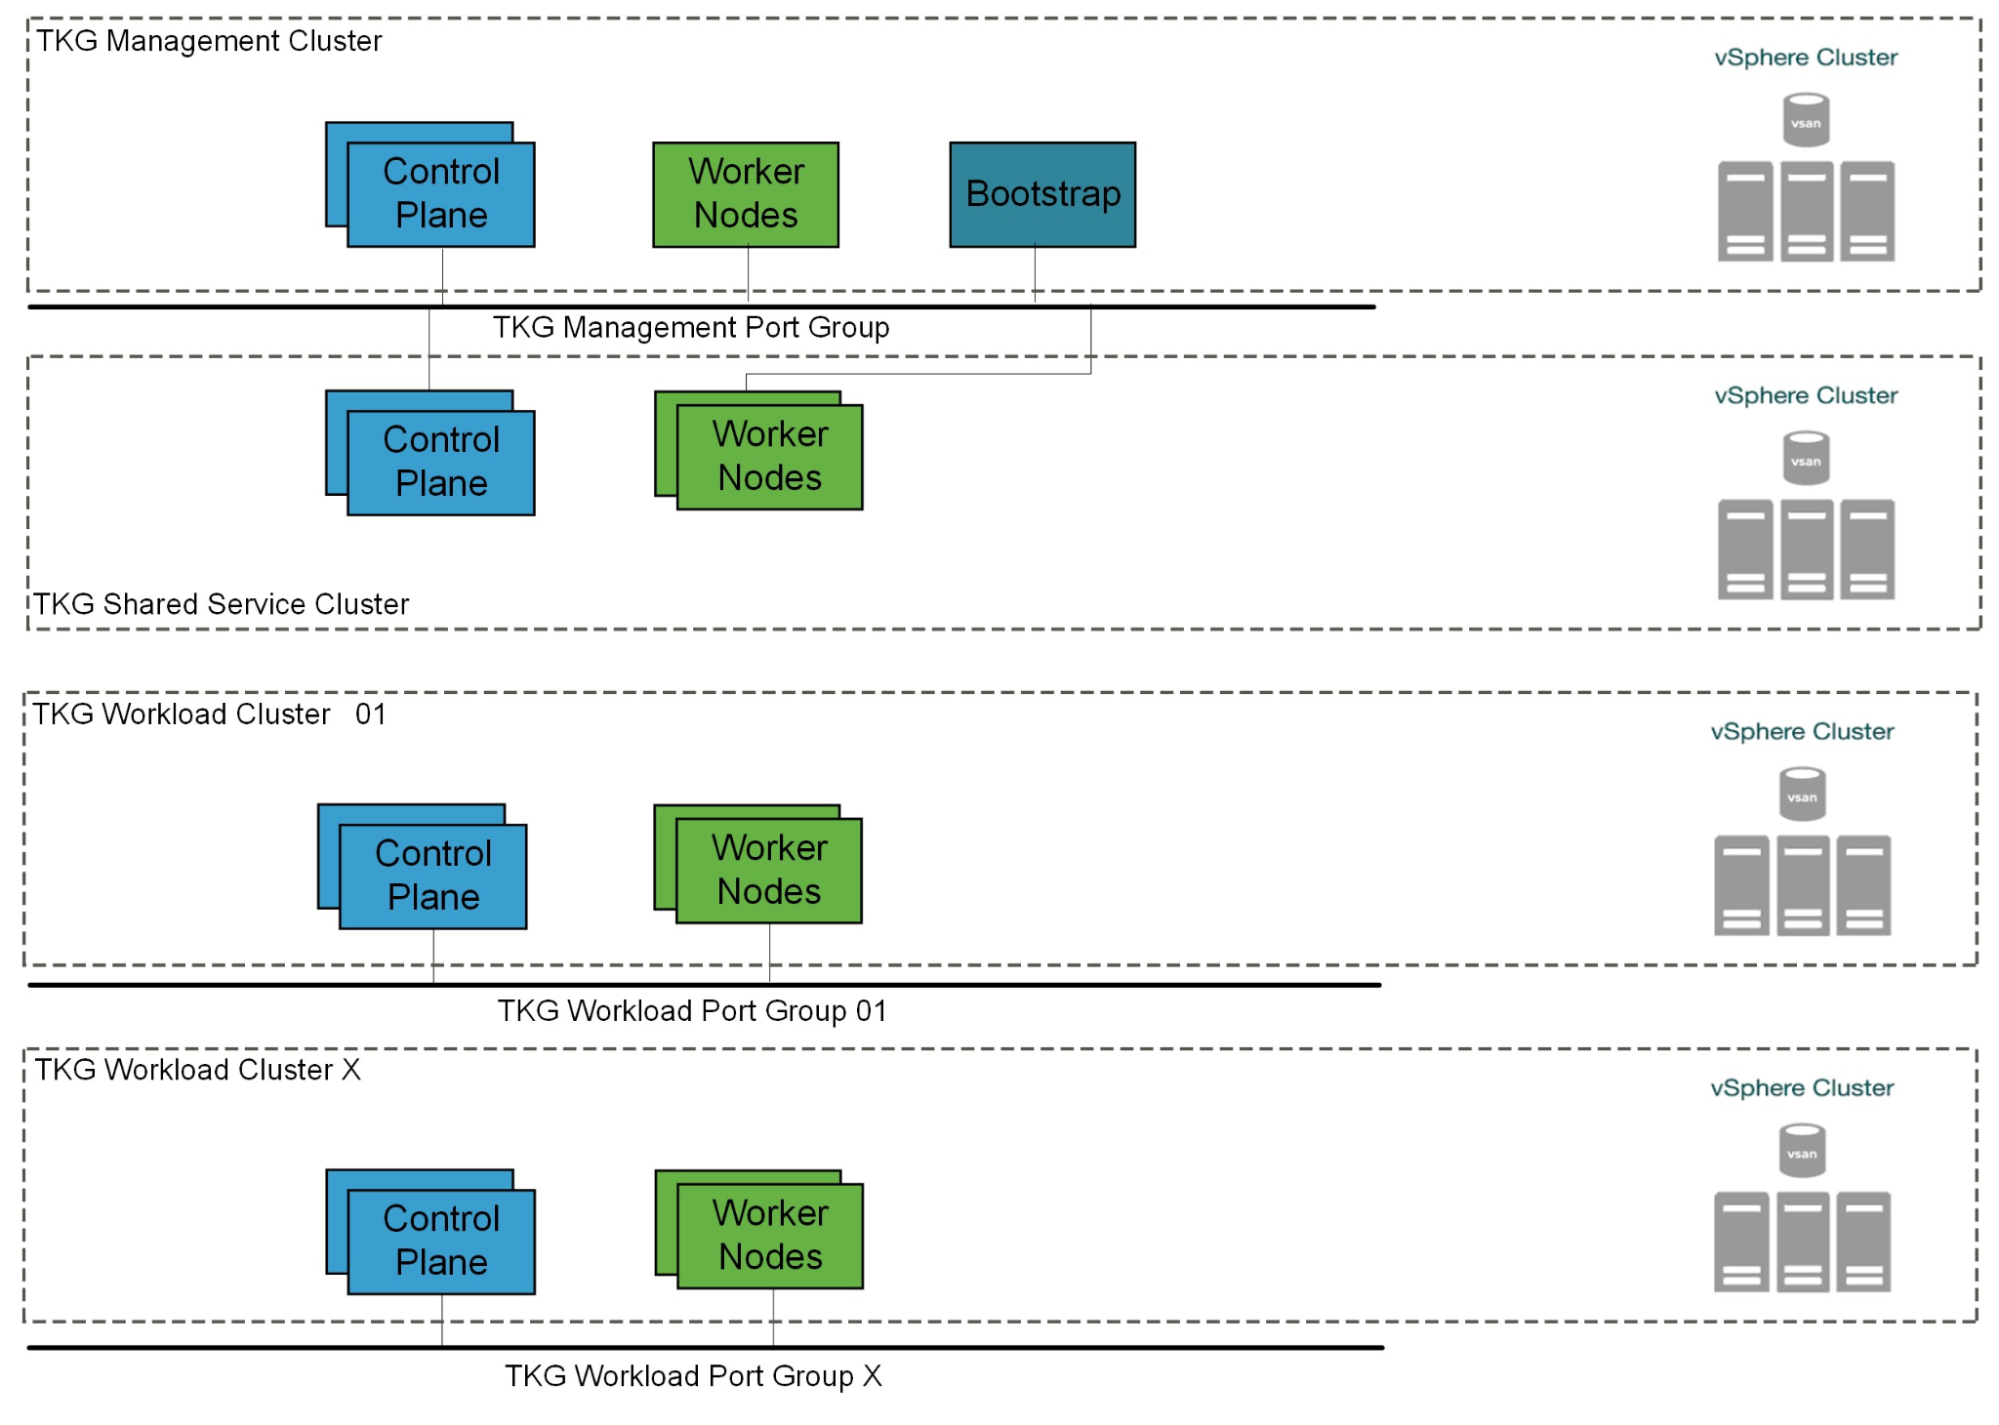 TKG Management Cluster
vSphere Cluster
vsan
Control
Plane
Worker
Nodes
Bootstrap
TKG Management Port Group
vSphere Cluster
vsan
Control
Plane
Worker
Nodes
TKG Shared Service Cluster
TKG Workload Cluster 01
vSphere Cluster
vsan
Control
Plane
Worker
Nodes
TKG Workload Port Group 01
TKG Workload Cluster X
vSphere Cluster
vsan
Control
Plane
Worker
Nodes
TKG Workload Port Group X